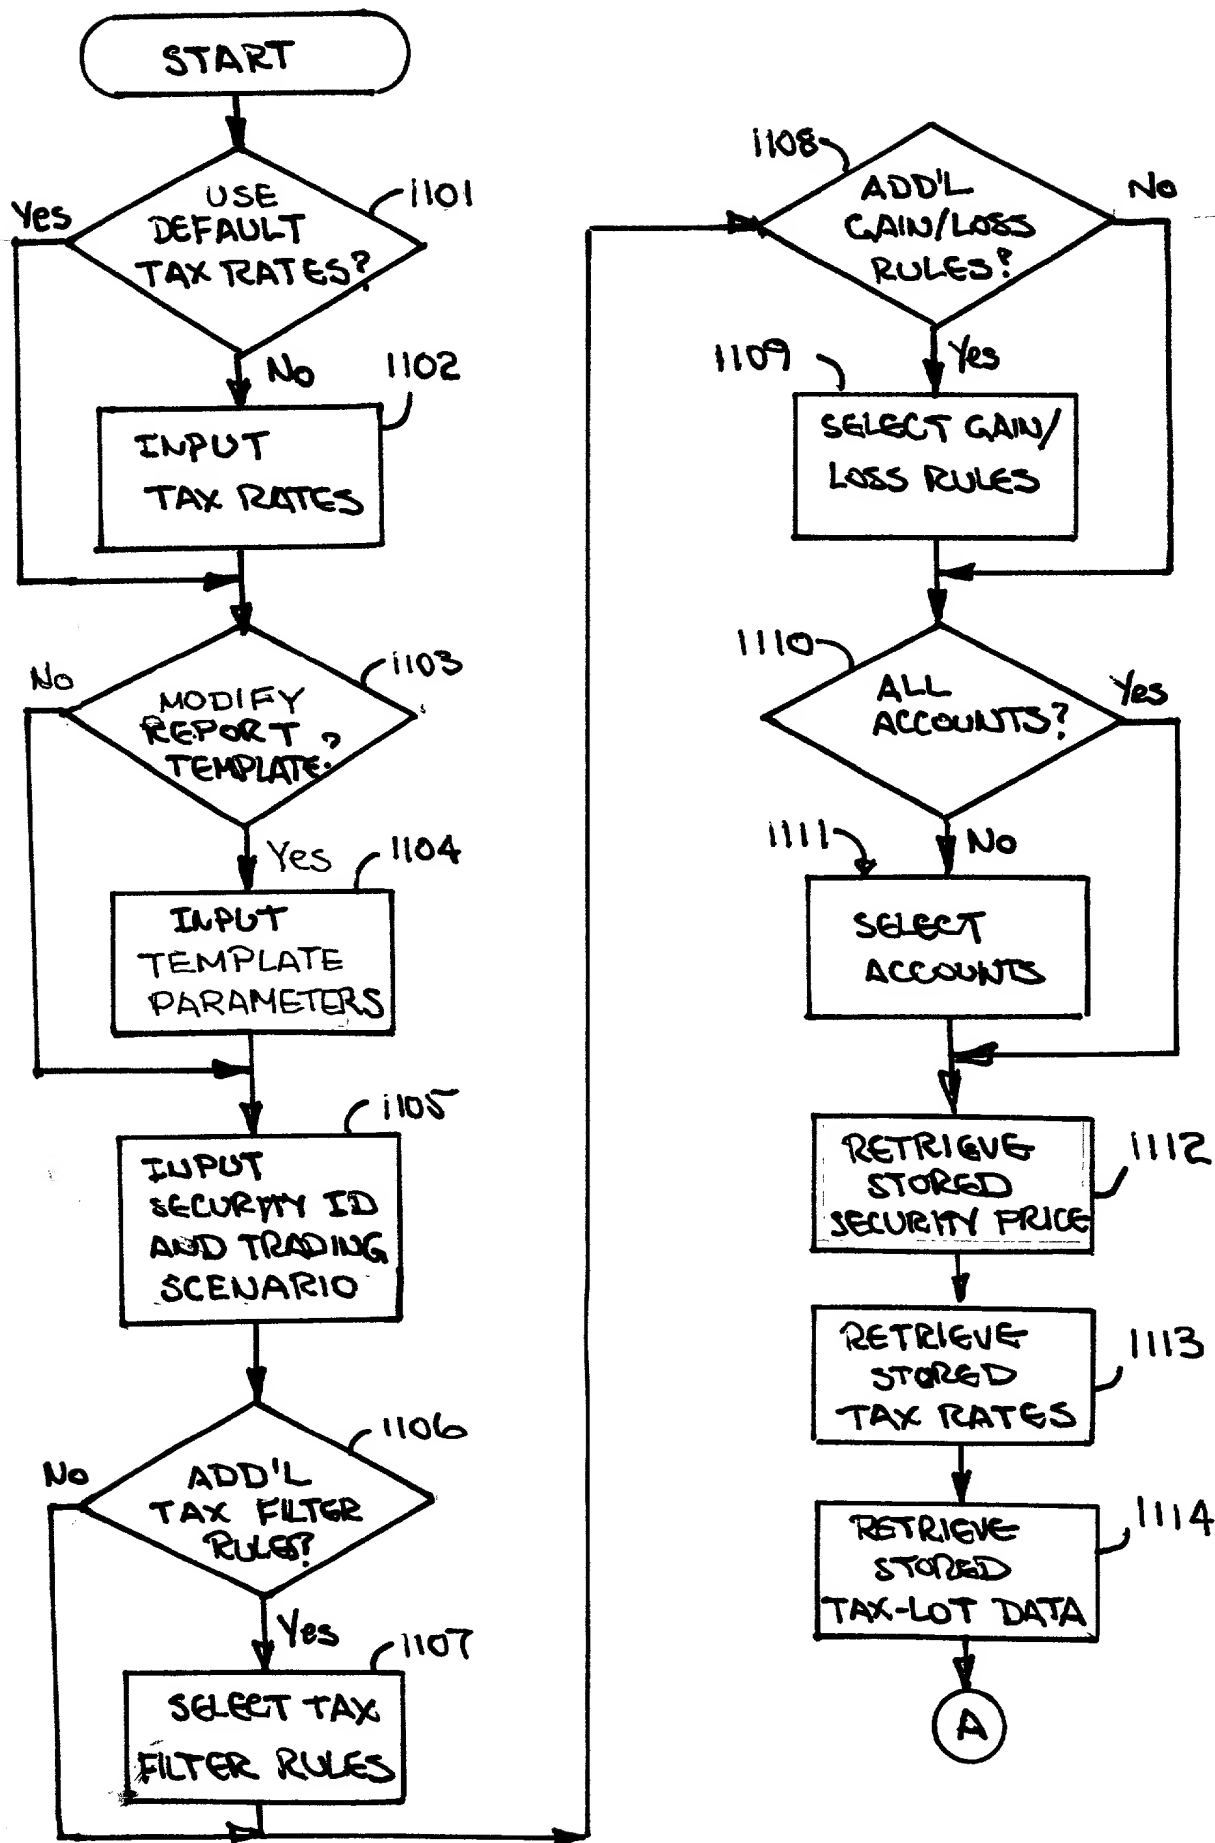 START
1101
USE
DEFAULT
TAX RATES?
Yes
No
1102
INPUT
TAX RATES
1103
No
MODIFY
REPORT
TEMPLATE?
Yes
1104
INPUT
TEMPLATE
PARAMETERS
1105
INPUT
SECURITY ID
AND TRADING
SCENARIO
1106
No
ADD'L
TAX FILTER
RULES?
Yes
1107
SELECT TAX
FILTER RULES
1108
ADD'L
GAIN/LOSS
RULES?
No
Yes
1109
SELECT GAIN/
LOSS RULES
1110
ALL
ACCOUNTS?
Yes
No
1111
SELECT
ACCOUNTS
1112
RETRIEVE
STORED
SECURITY PRICE
1113
RETRIEVE
STORED
TAX RATES
1114
RETRIEVE
STORED
TAX-LOT DATA
A